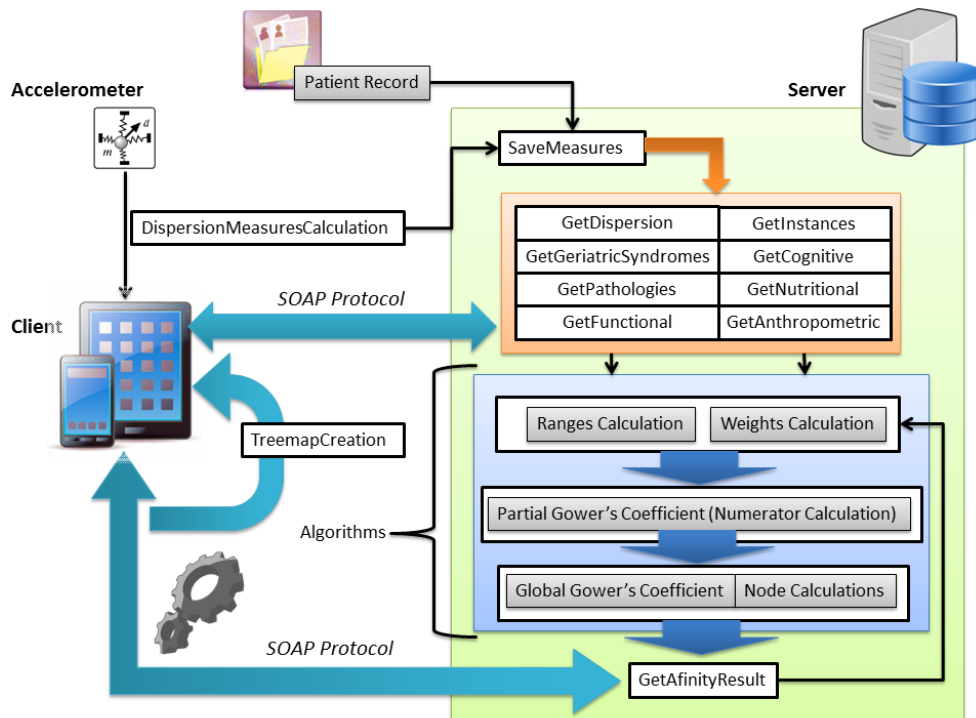 Patient Record
Accelerometer
Server
a
m
SaveMeasures
DispersionMeasuresCalculation
GetDispersion
GetInstances
GetGeriatricSyndromes
GetCognitive
GetPathologies
GetNutritional
GetFunctional
GetAnthropometric
SOAP Protocol
Client
TreemapCreation
Ranges Calculation
Weights Calculation
Partial Gower's Coefficient (Numerator Calculation)
Algorithms
Global Gower's Coefficient
Node Calculations
SOAP Protocol
GetAfinityResult